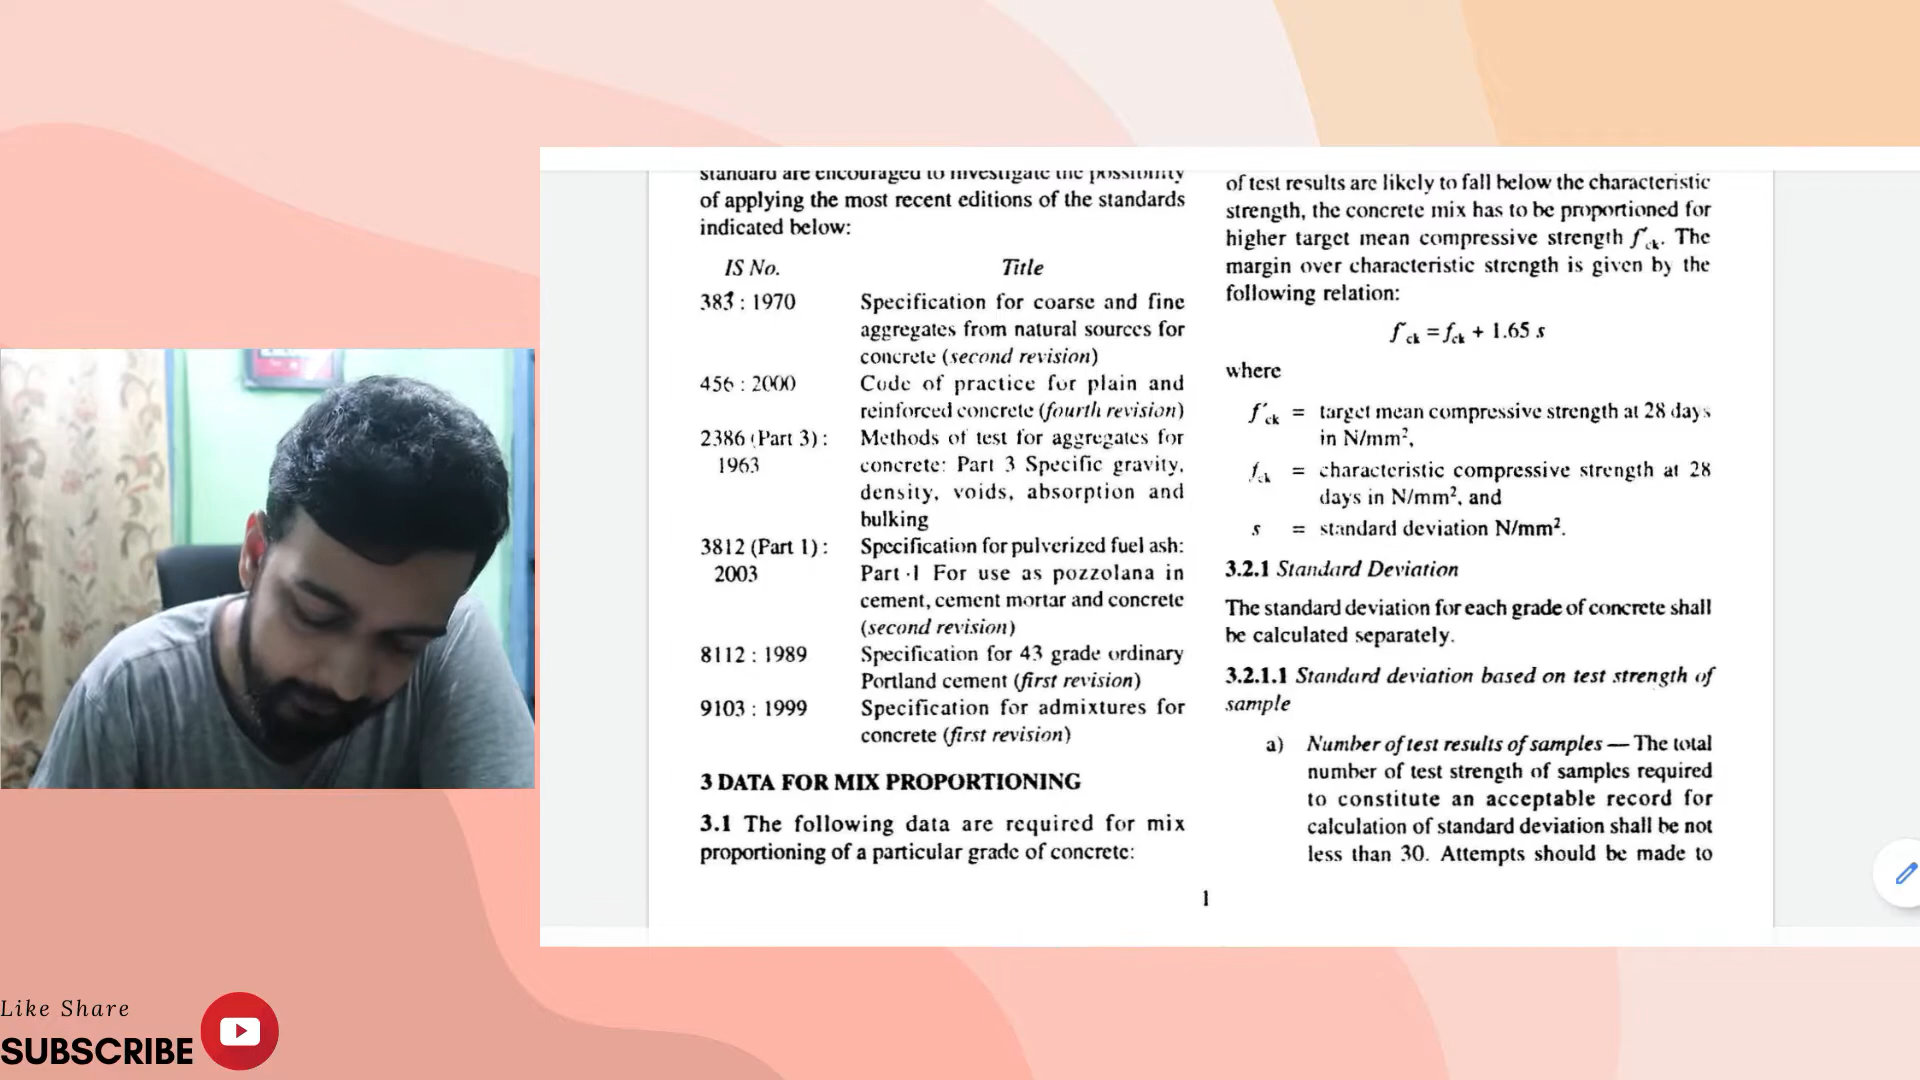 standard are encouraged to investigate the possibility
of applying the most recent editions of the standards
indicated below:
IS No. Title
383 : 1970 Specification for coarse and fine
aggregates from natural sources for
concrete (second revision)
456 : 2000 Code of practice for plain and
reinforced concrete (fourth revision)
2386 (Part 3) : Methods of test for aggregates for
1963 concrete: Part 3 Specific gravity,
density, voids, absorption and
bulking
3812 (Part 1) : Specification for pulverized fuel ash:
2003 Part 1 For use as pozzolana in
cement, cement mortar and concrete
(second revision)
8112 : 1989 Specification for 43 grade ordinary
Portland cement (first revision)
9103 : 1999 Specification for admixtures for
concrete (first revision)
3 DATA FOR MIX PROPORTIONING
3.1 The following data are required for mix
proportioning of a particular grade of concrete:
of test results are likely to fall below the characteristic
strength, the concrete mix has to be proportioned for
higher target mean compressive strength f′ck. The
margin over characteristic strength is given by the
following relation:
f′ck = fck + 1.65 s
where
f′ck = target mean compressive strength at 28 days
in N/mm²,
fck = characteristic compressive strength at 28
days in N/mm², and
s = standard deviation N/mm².
3.2.1 Standard Deviation
The standard deviation for each grade of concrete shall
be calculated separately.
3.2.1.1 Standard deviation based on test strength of
sample
a) Number of test results of samples — The total
number of test strength of samples required
to constitute an acceptable record for
calculation of standard deviation shall be not
less than 30. Attempts should be made to
1
Like Share
SUBSCRIBE